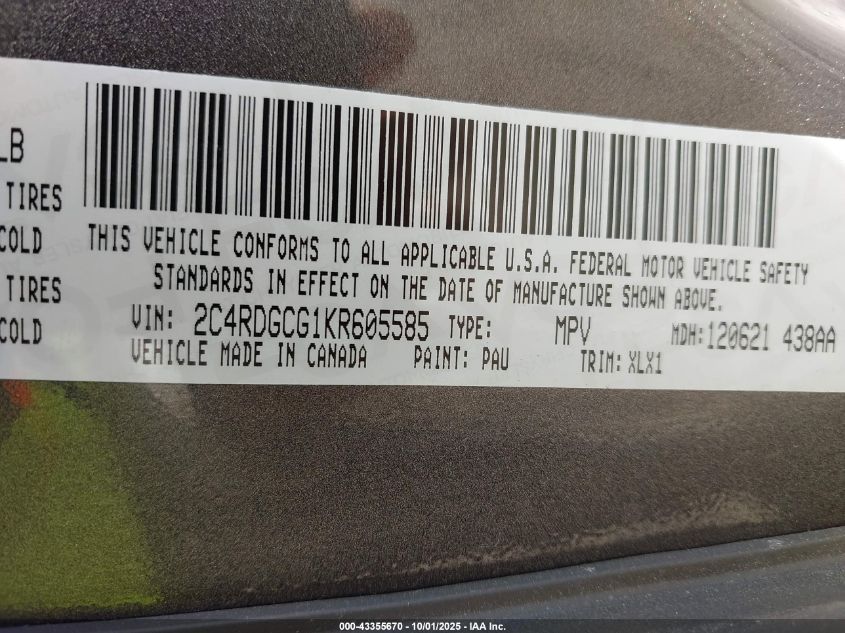 LB
TIRES
COLD
TIRES
COLD
THIS VEHICLE CONFORMS TO ALL APPLICABLE U.S.A. FEDERAL MOTOR VEHICLE SAFETY
STANDARDS IN EFFECT ON THE DATE OF MANUFACTURE SHOWN ABOVE.
VIN: 2C4RDGCG1KR605585 TYPE: MPV MDH:120621 438AA
VEHICLE MADE IN CANADA PAINT: PAU TRIM: XLX1
000-43355670 - 10/01/2025 - IAA Inc.